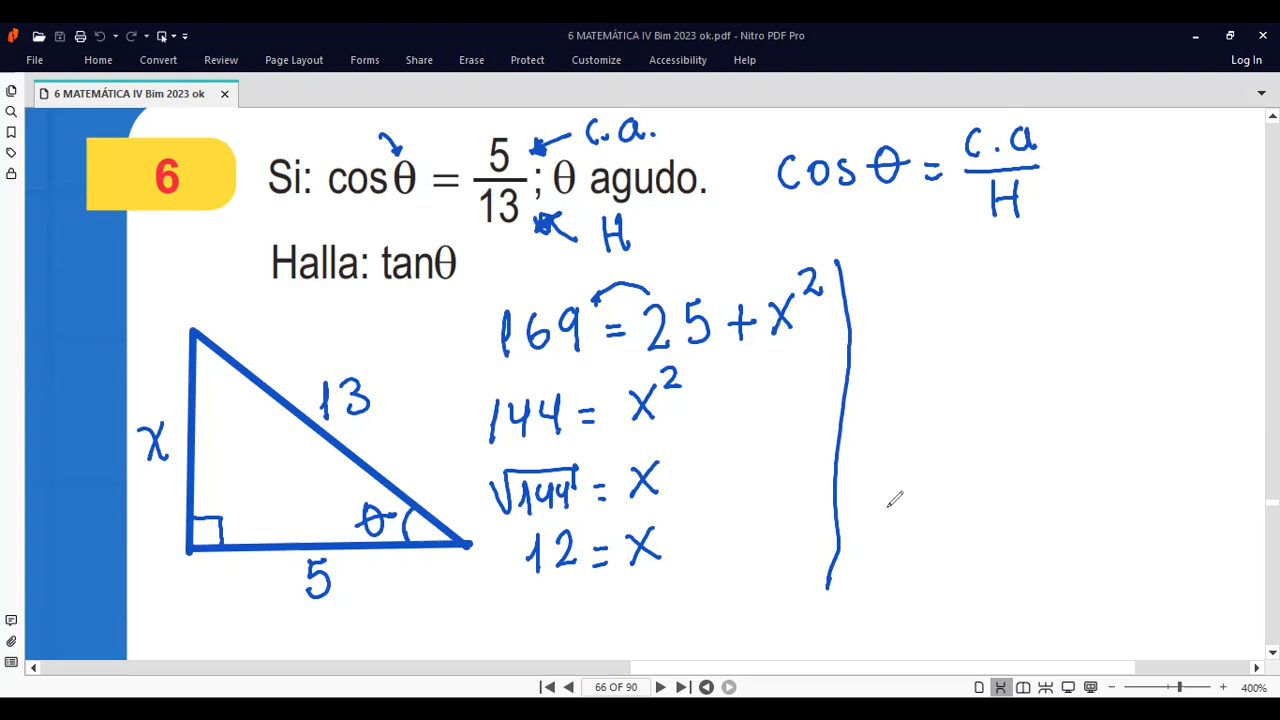 6 MATEMÁTICA IV Bim 2023 ok.pdf - Nitro PDF Pro
File Home Convert Review Page Layout Forms Share Erase Protect Customize Accessibility Help Log In
6 MATEMÁTICA IV Bim 2023 ok
6
Si: cosθ = 5/13 ; θ agudo.
c.a.
H
cos θ = c.a/H
Halla: tanθ
169 = 25 + x²
144 = x²
√144 = x
12 = x
x
13
θ
5
66 OF 90
400%